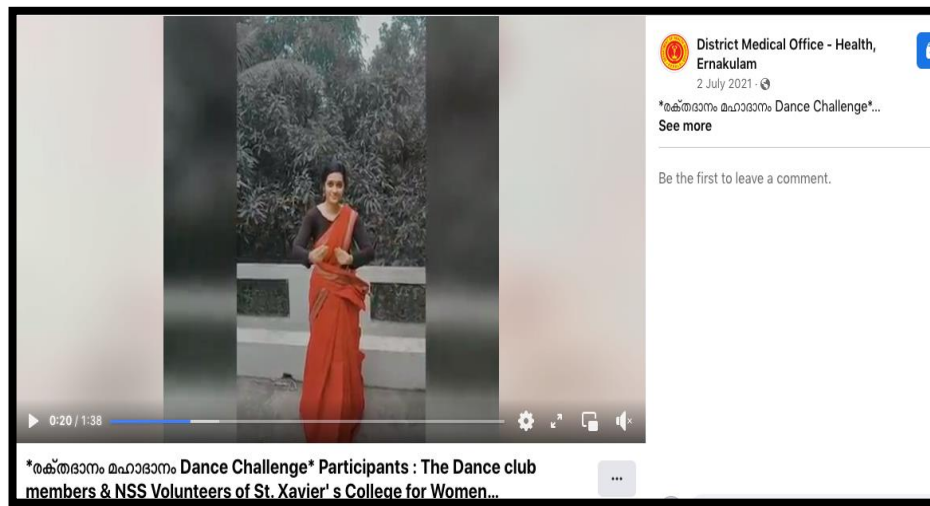 District Medical Office - Health,
Ernakulam
2 July 2021 ·
*രക്തദാനം മഹാദാനം Dance Challenge*...
See more
Be the first to leave a comment.
0:20 / 1:38
*രക്തദാനം മഹാദാനം Dance Challenge* Participants : The Dance club
members & NSS Volunteers of St. Xavier' s College for Women...